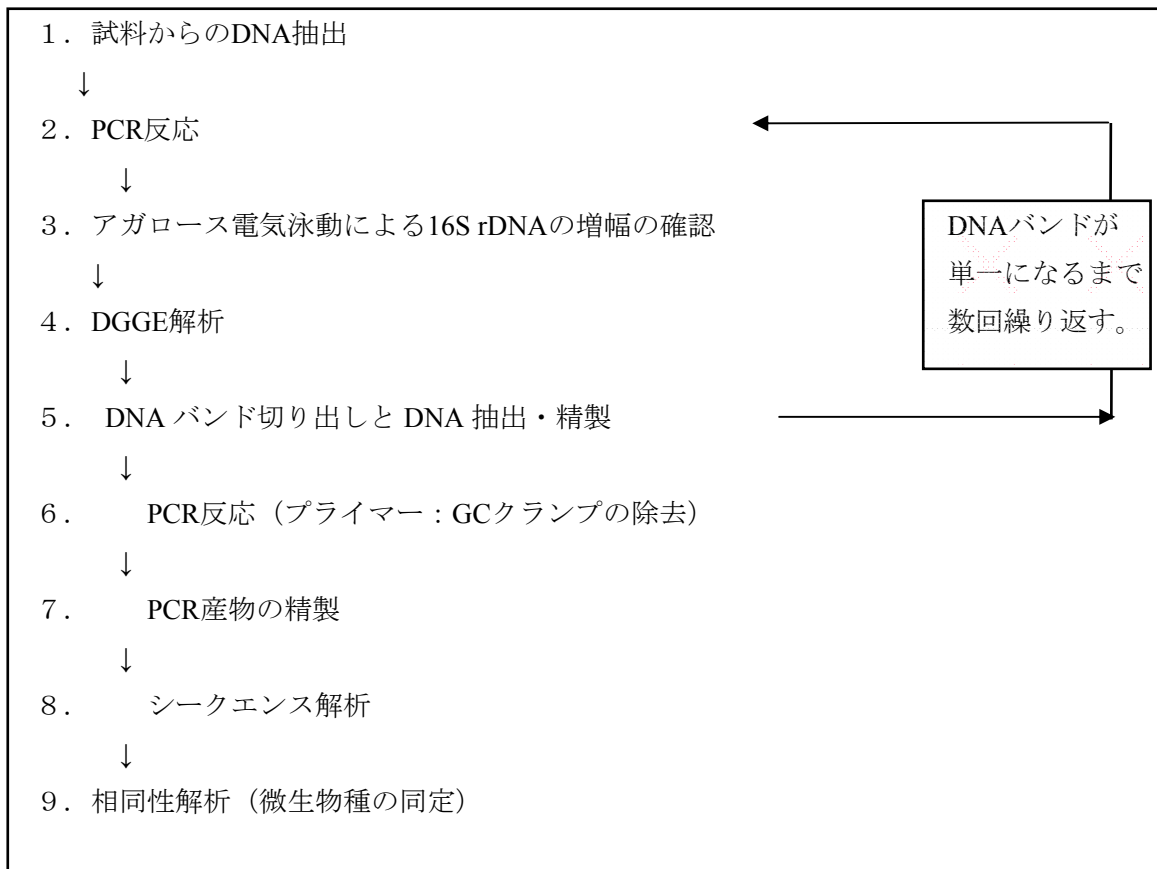 １．試料からのDNA抽出
↓
２．PCR反応
↓
３．アガロース電気泳動による16S rDNAの増幅の確認
↓
４．DGGE解析
↓
５． DNA バンド切り出しと DNA 抽出・精製
↓
６． PCR反応（プライマー：GCクランプの除去）
↓
７． PCR産物の精製
↓
８． シークエンス解析
↓
９．相同性解析（微生物種の同定）
DNAバンドが
単一になるまで
数回繰り返す。